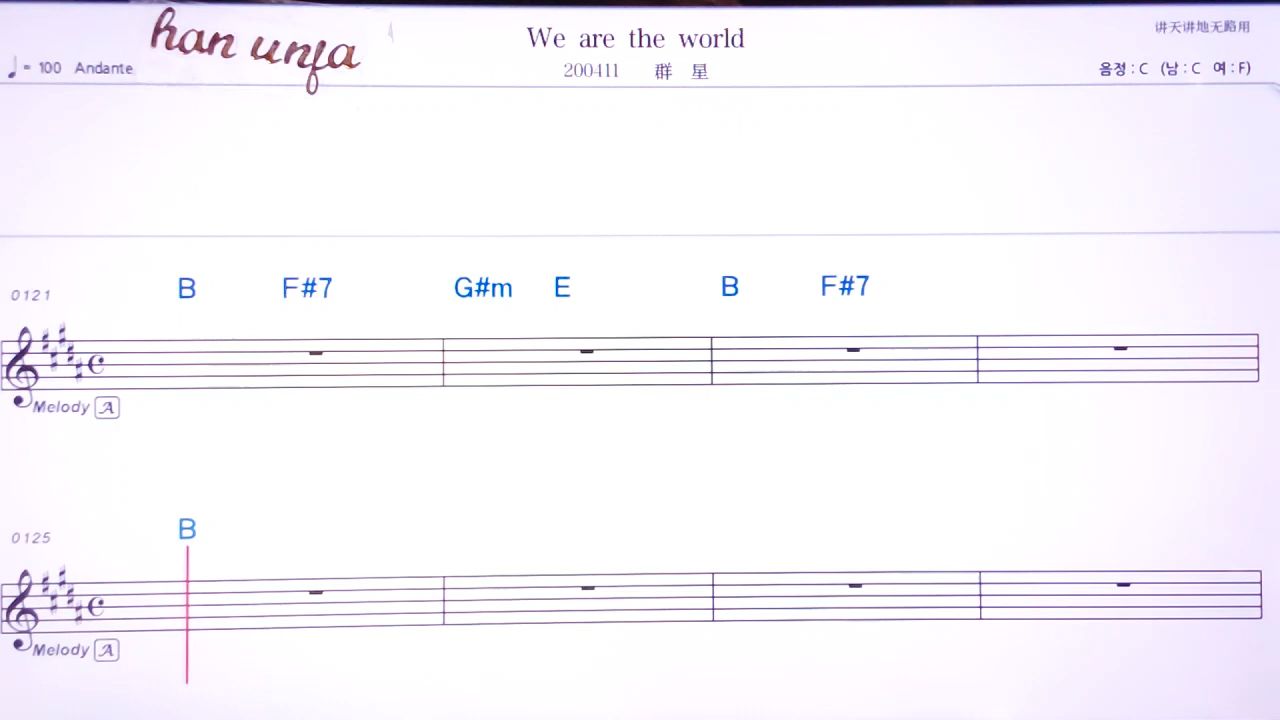 han unfa
We are the world
讲天讲地无路用
♩= 100 Andante
200411 群 星
음정 : C (남 : C 여 : F)
0121 B F#7 G#m E B F#7
Melody A
0125 B
Melody A